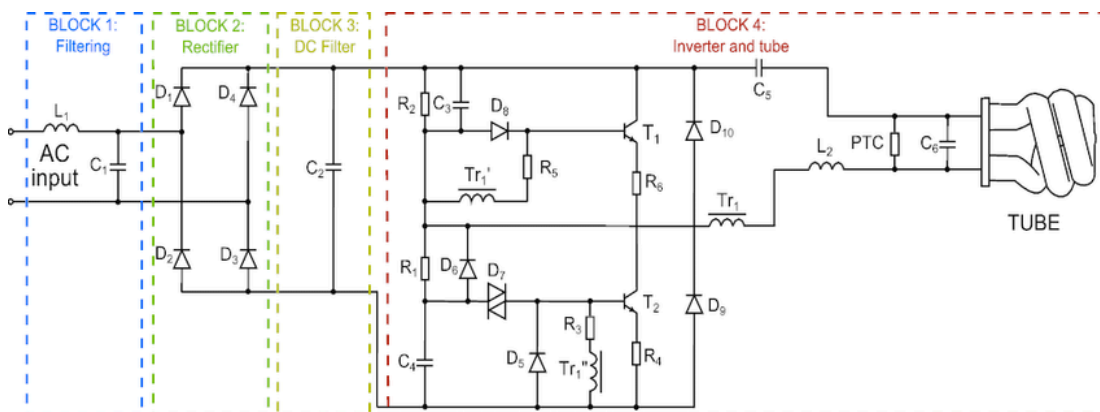 BLOCK 1:
Filtering
BLOCK 2:
Rectifier
BLOCK 3:
DC Filter
BLOCK 4:
Inverter and tube
D1
D4
R2
C3
D8
T1
D10
C5
L1
AC
input
C1
C2
R5
R6
PTC
C6
L2
Tr1'
Tr1
TUBE
D2
D3
R1
D6
D7
T2
D9
R3
C4
D5
Tr1"
R4